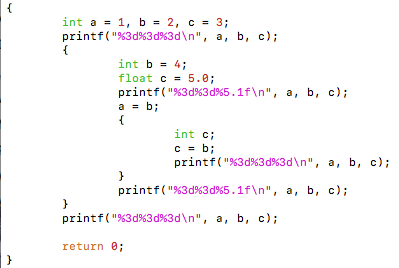 {
int a = 1, b = 2, c = 3;
printf("%3d%3d%3d\n", a, b, c);
{
int b = 4;
float c = 5.0;
printf("%3d%3d%5.1f\n", a, b, c);
a = b;
{
int c;
c = b;
printf("%3d%3d%3d\n", a, b, c);
}
printf("%3d%3d%5.1f\n", a, b, c);
}
printf("%3d%3d%3d\n", a, b, c);
return 0;
}